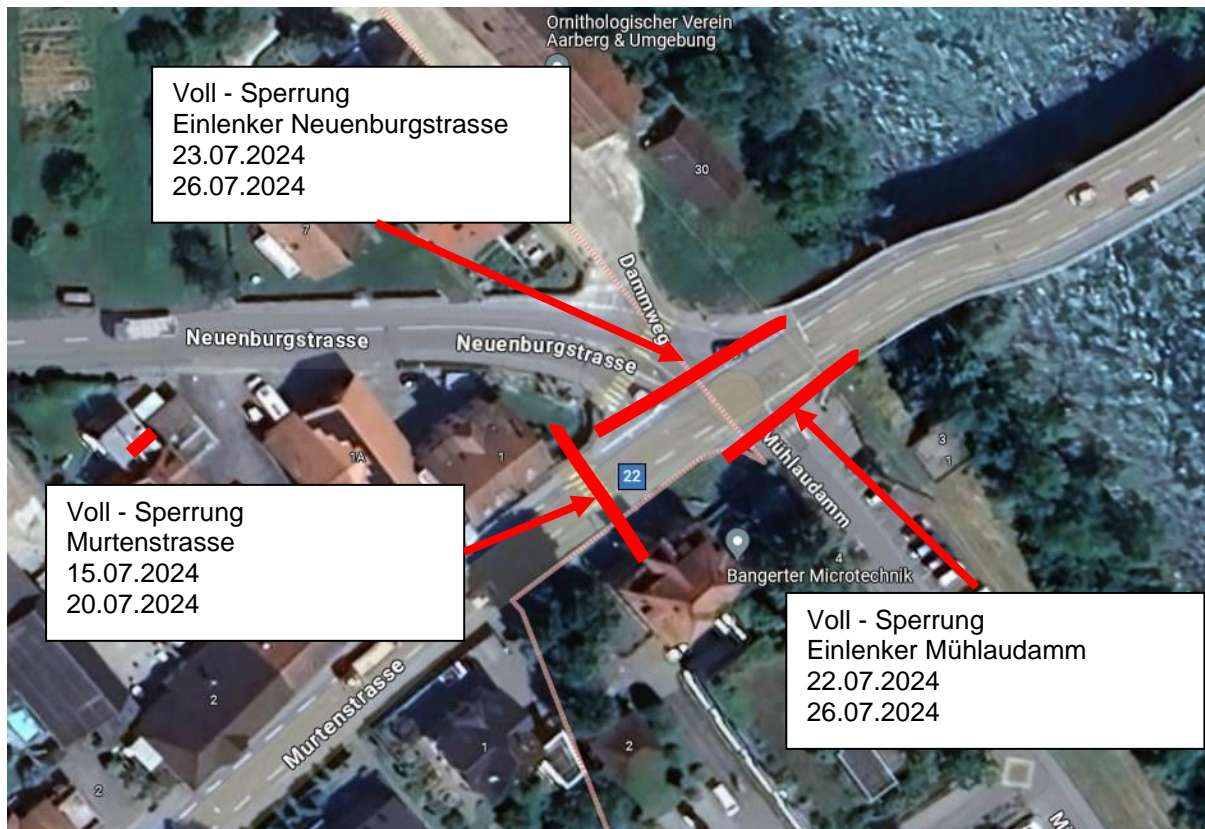 Ornithologischer Verein
Aarberg & Umgebung
Voll - Sperrung
Einlenker Neuenburgstrasse
23.07.2024
26.07.2024
30
7
Dammweg
Neuenburgstrasse
Neuenburgstrasse
1A
1
22
3
1
Mühlaudamm
4
Bangerter Microtechnik
Voll - Sperrung
Murtenstrasse
15.07.2024
20.07.2024
Voll - Sperrung
Einlenker Mühlaudamm
22.07.2024
26.07.2024
Murtenstrasse
2
1
2
2